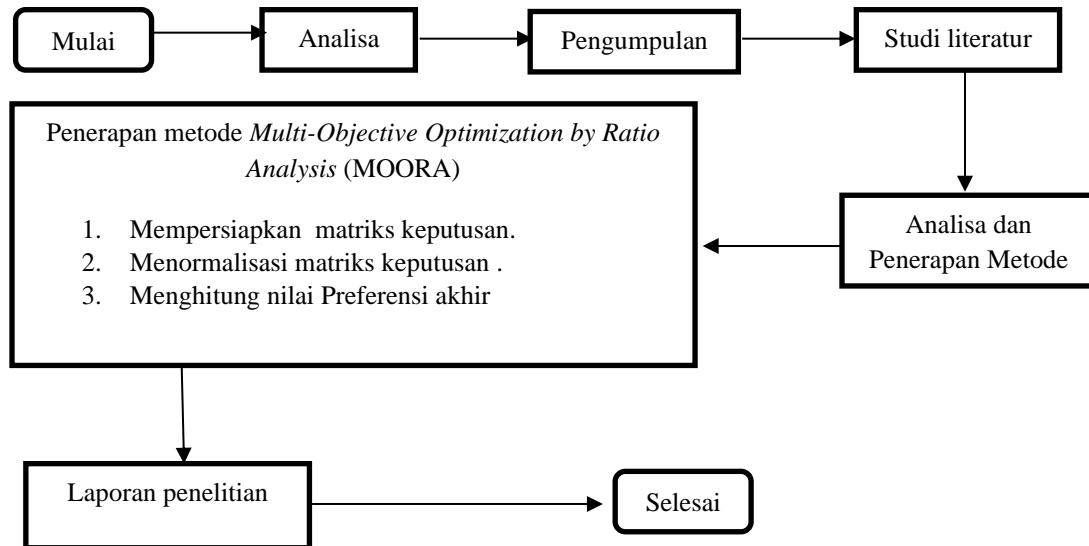 Mulai
Analisa
Pengumpulan
Studi literatur
Penerapan metode Multi-Objective Optimization by Ratio
Analysis (MOORA)
1. Mempersiapkan matriks keputusan.
2. Menormalisasi matriks keputusan .
3. Menghitung nilai Preferensi akhir
Analisa dan
Penerapan Metode
Laporan penelitian
Selesai